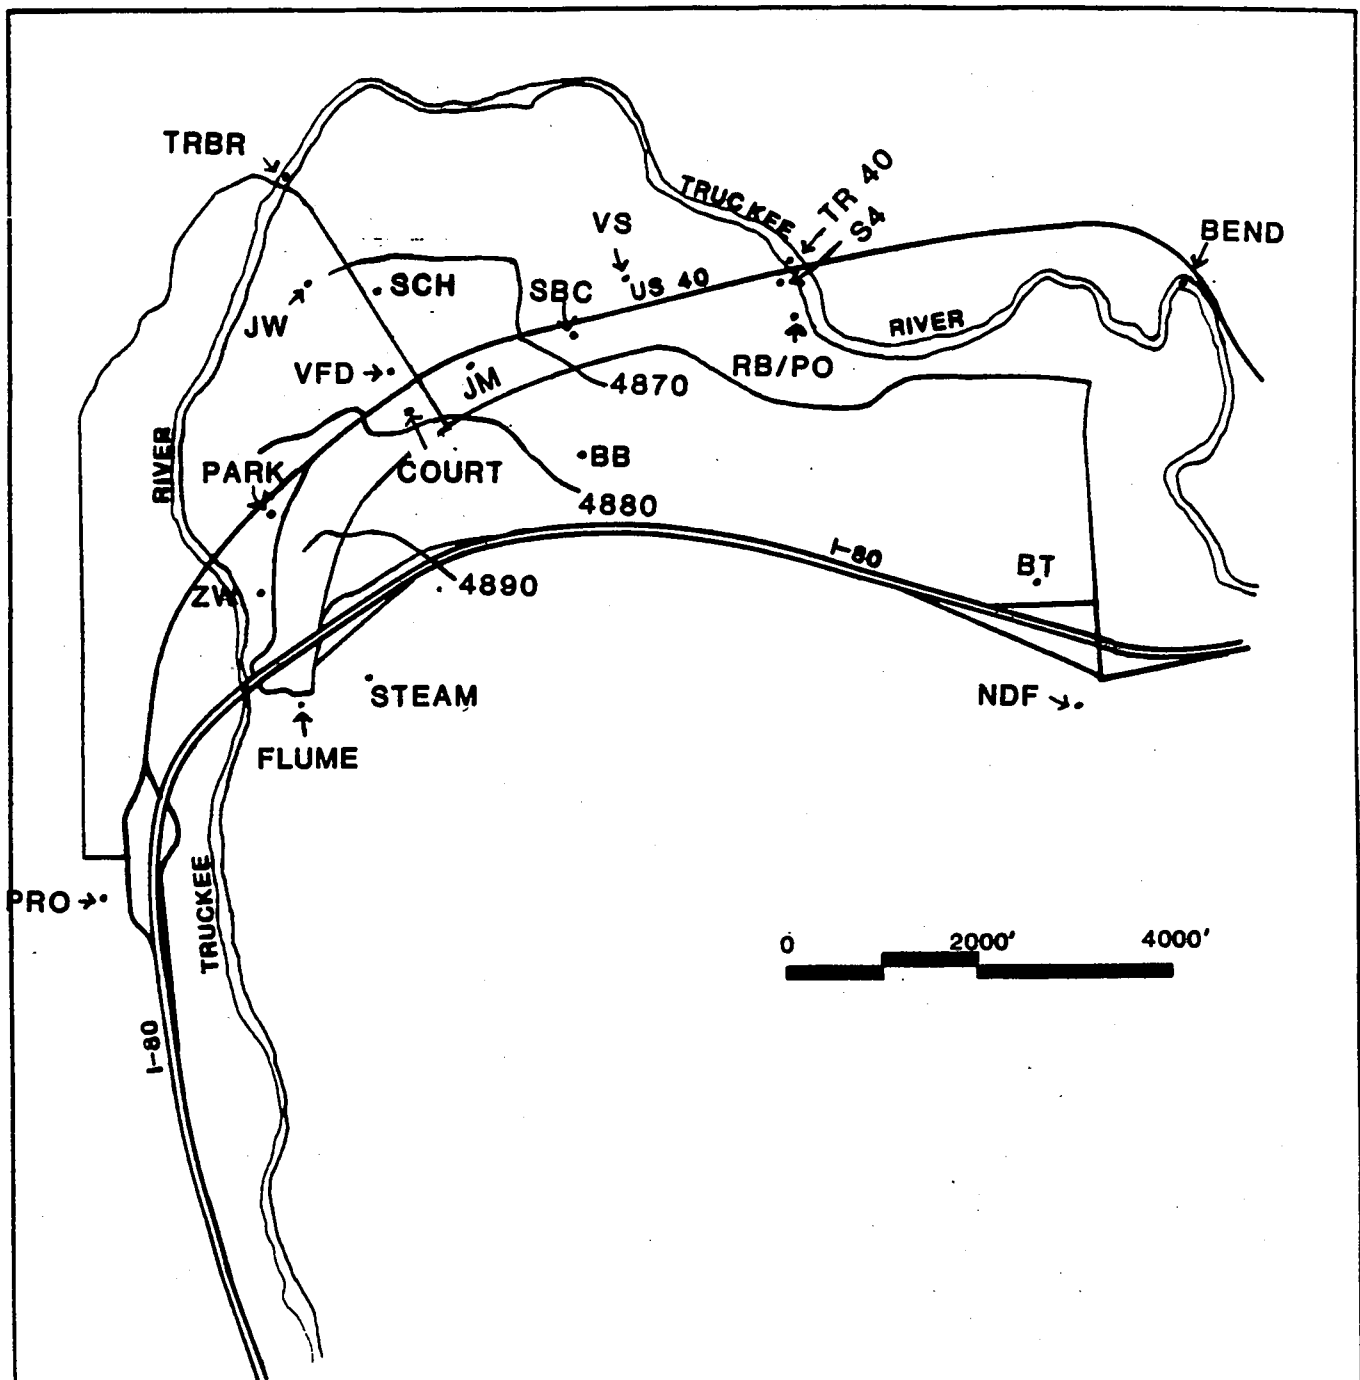 TRBR
TRUCKEE
TR 40
S4
VS
BEND
SCH
US 40
SBC
JW
RIVER
VFD
JM
RB/PO
4870
RIVER
PARK
COURT
BB
4880
I-80
BT
ZW
4890
STEAM
NDF
FLUME
PRO
TRUCKEE
0 2000' 4000'
I-80